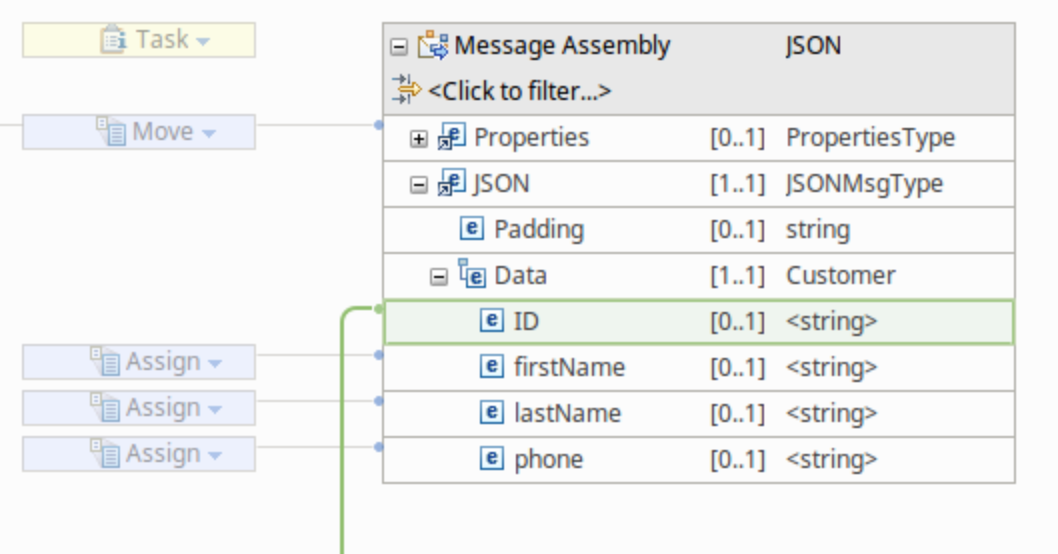 Task
Message Assembly JSON
<Click to filter...>
Move
Properties [0..1] PropertiesType
JSON [1..1] JSONMsgType
Padding [0..1] string
Data [1..1] Customer
ID [0..1] <string>
Assign firstName [0..1] <string>
Assign lastName [0..1] <string>
Assign phone [0..1] <string>